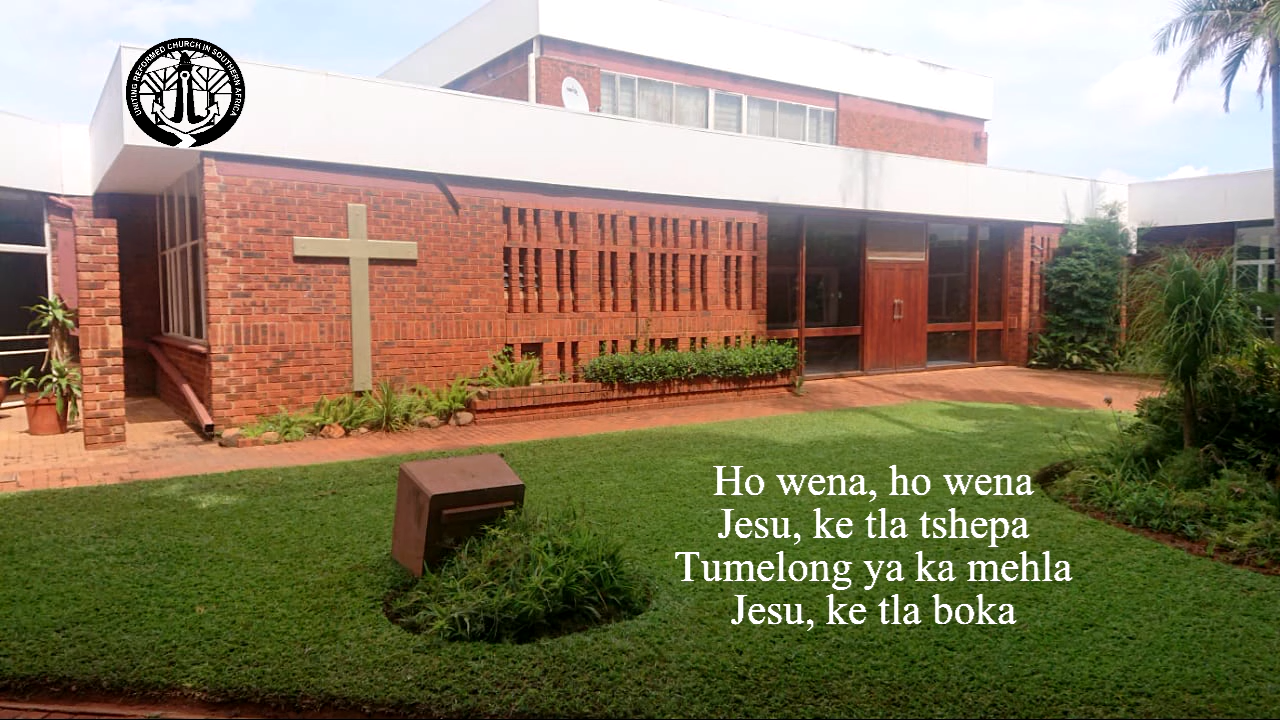 UNITING REFORMED CHURCH IN SOUTHERN AFRICA
Ho wena, ho wena
Jesu, ke tla tshepa
Tumelong ya ka mehla
Jesu, ke tla boka